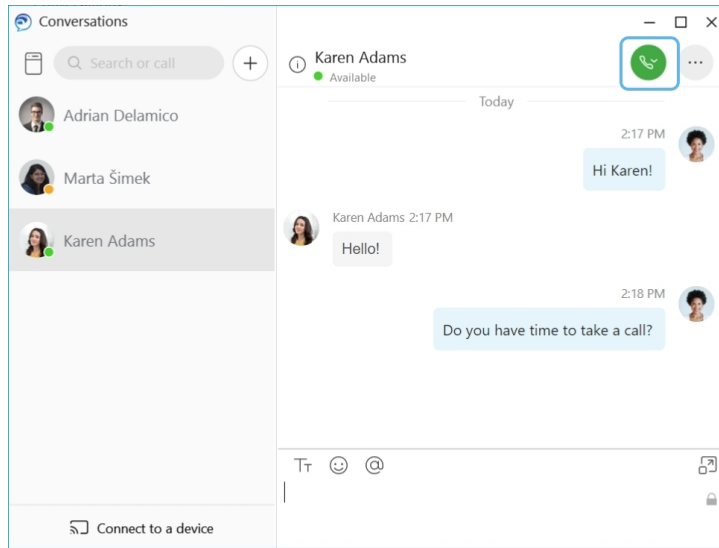 Conversations
Search or call
Adrian Delamico
Marta Šimek
Karen Adams
Connect to a device
Karen Adams
Available
Today
2:17 PM
Hi Karen!
Karen Adams 2:17 PM
Hello!
2:18 PM
Do you have time to take a call?